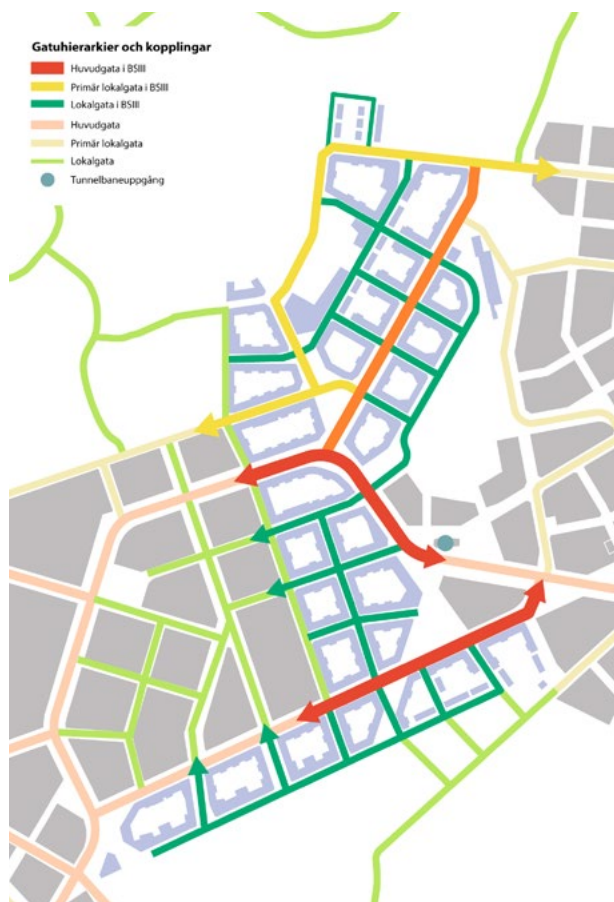 Gatuhierarkier och kopplingar
Huvudgata i BSIII
Primär lokalgata i BSIII
Lokalgata i BSIII
Huvudgata
Primär lokalgata
Lokalgata
Tunnelbaneuppgång